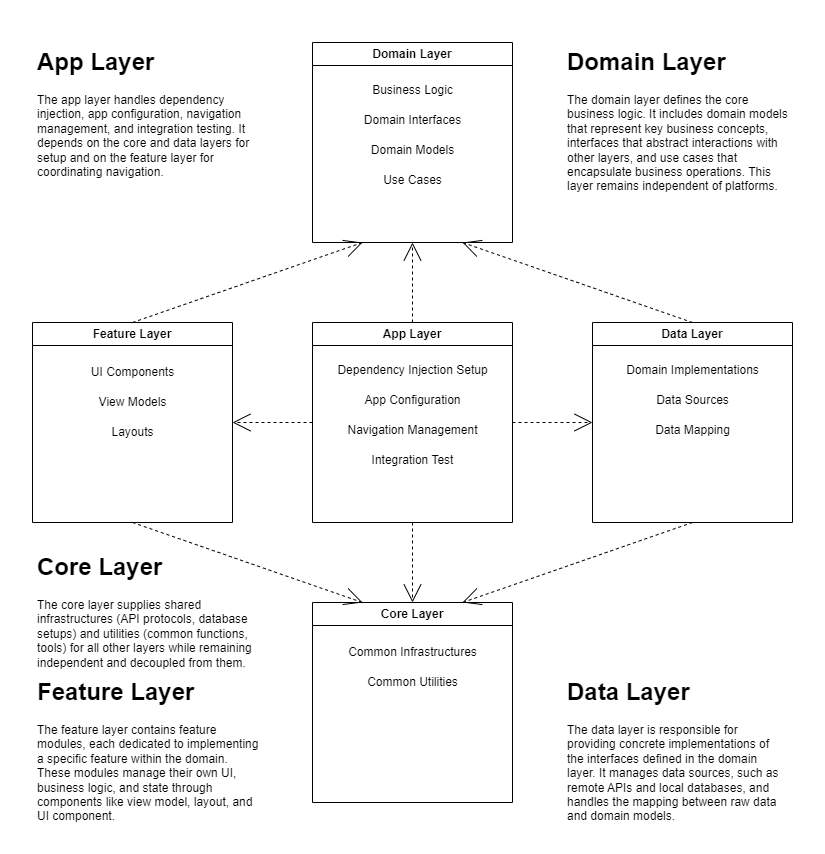 App Layer
The app layer handles dependency
injection, app configuration, navigation
management, and integration testing. It
depends on the core and data layers for
setup and on the feature layer for
coordinating navigation.
Domain Layer
Business Logic
Domain Interfaces
Domain Models
Use Cases
Domain Layer
The domain layer defines the core
business logic. It includes domain models
that represent key business concepts,
interfaces that abstract interactions with
other layers, and use cases that
encapsulate business operations. This
layer remains independent of platforms.
Feature Layer
UI Components
View Models
Layouts
App Layer
Dependency Injection Setup
App Configuration
Navigation Management
Integration Test
Data Layer
Domain Implementations
Data Sources
Data Mapping
Core Layer
The core layer supplies shared
infrastructures (API protocols, database
setups) and utilities (common functions,
tools) for all other layers while remaining
independent and decoupled from them.
Feature Layer
The feature layer contains feature
modules, each dedicated to implementing
a specific feature within the domain.
These modules manage their own UI,
business logic, and state through
components like view model, layout, and
UI component.
Core Layer
Common Infrastructures
Common Utilities
Data Layer
The data layer is responsible for
providing concrete implementations of
the interfaces defined in the domain
layer. It manages data sources, such as
remote APIs and local databases, and
handles the mapping between raw data
and domain models.